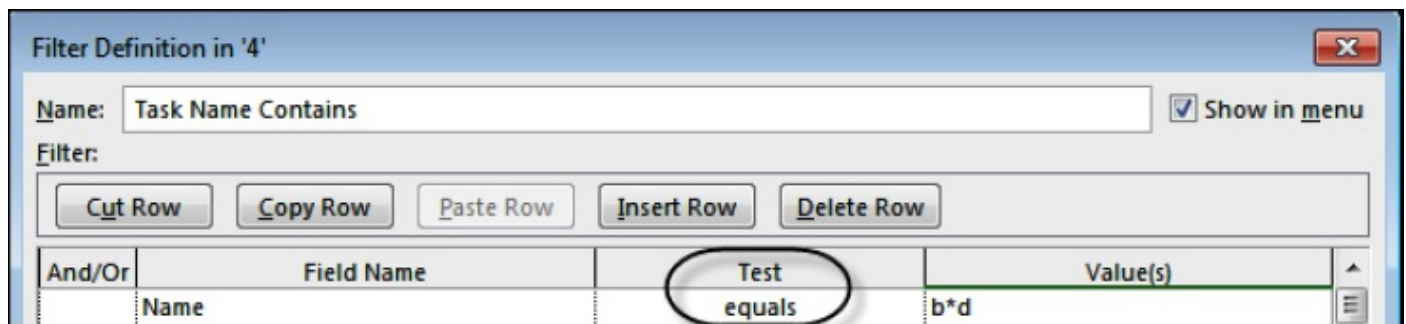 Filter Definition in '4'
Name: Task Name Contains Show in menu
Filter:
Cut Row Copy Row Paste Row Insert Row Delete Row
And/Or Field Name Test Value(s)
Name equals b*d